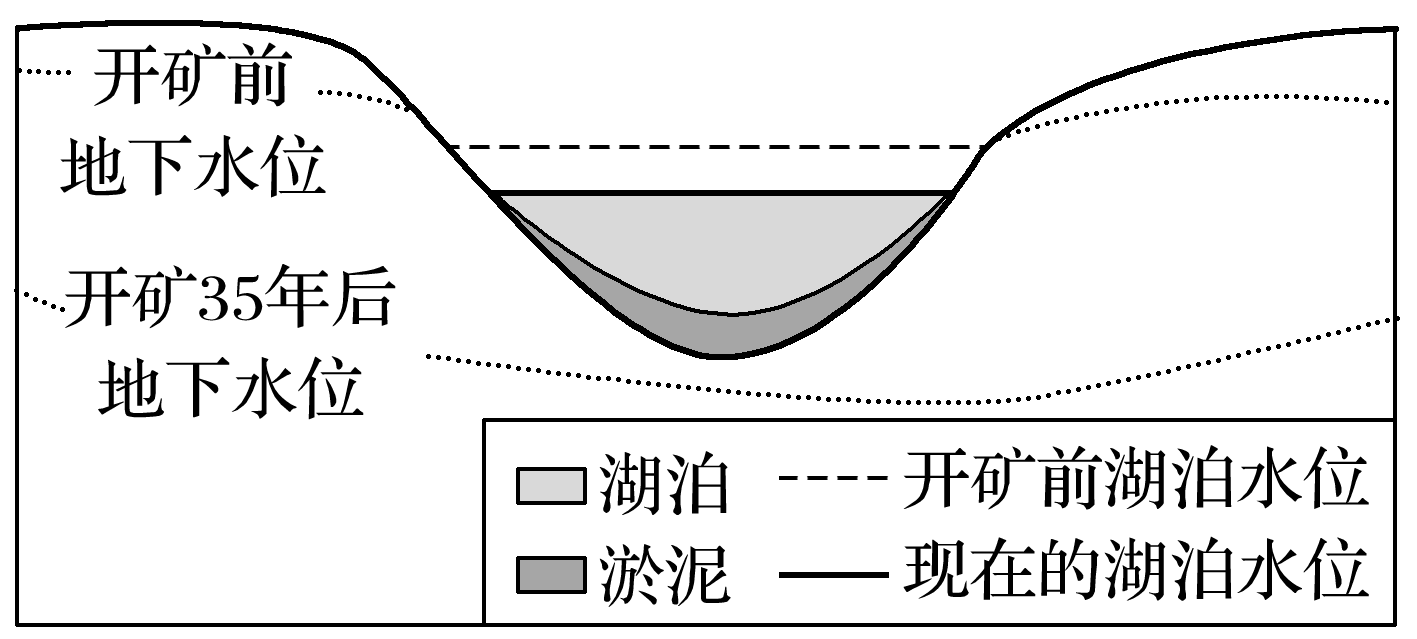 开矿前
地下水位
开矿35年后
地下水位
湖泊
开矿前湖泊水位
淤泥
现在的湖泊水位